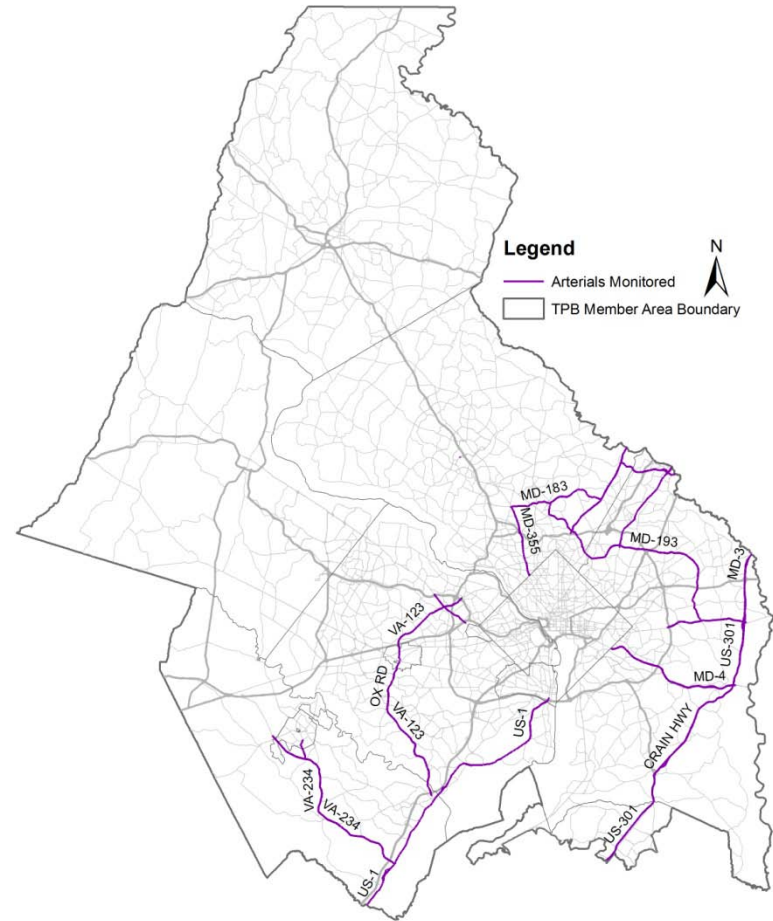 N
Legend
Arterials Monitored
TPB Member Area Boundary
MD-183
MD-355
MD-193
MD-3
VA-123
US-301
OX RD
MD-4
VA-123
US-1
CRAIN HWY
VA-234
VA-234
US-301
US-1